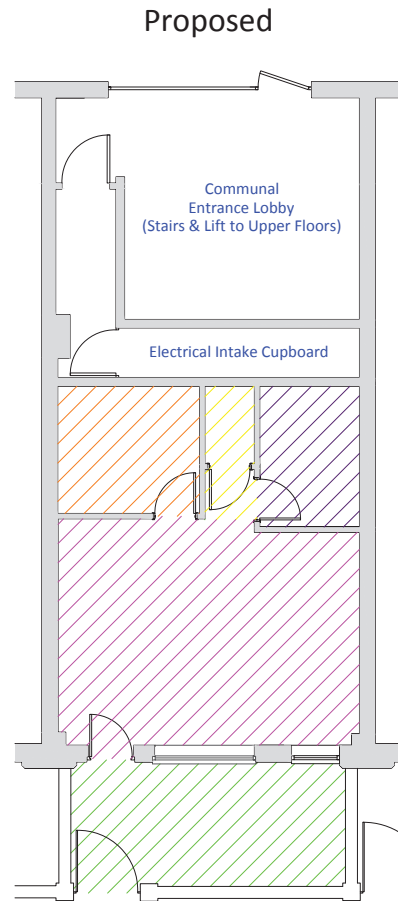 Proposed
Communal
Entrance Lobby
(Stairs & Lift to Upper Floors)
Electrical Intake Cupboard